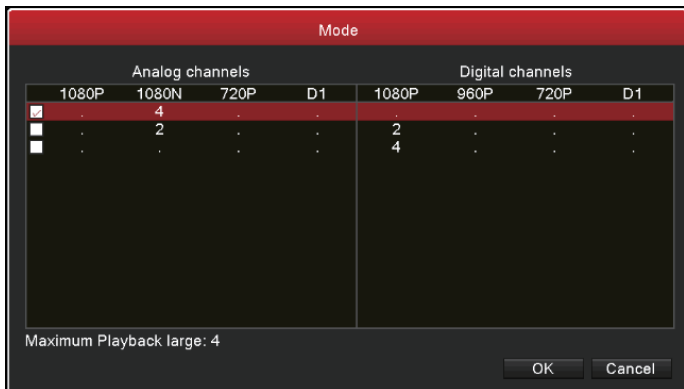 Mode
Analog channels Digital channels
1080P 1080N 720P D1 1080P 960P 720P D1
. 4 . . . . . .
. 2 . . 2 . . .
. . . . 4 . . .
Maximum Playback large: 4
OK Cancel